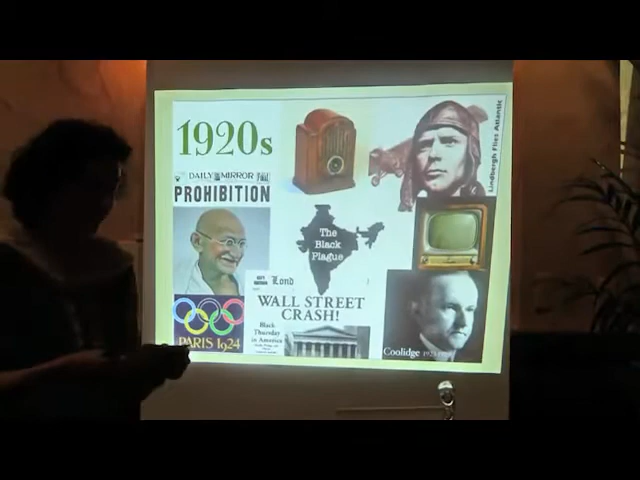 1920s
Lindbergh Flies Atlantic
DAILY MIRROR
PROHIBITION
The
Black
Plague
Lond
WALL STREET
CRASH!
Black
Thursday
in America
PARIS 1924
Coolidge